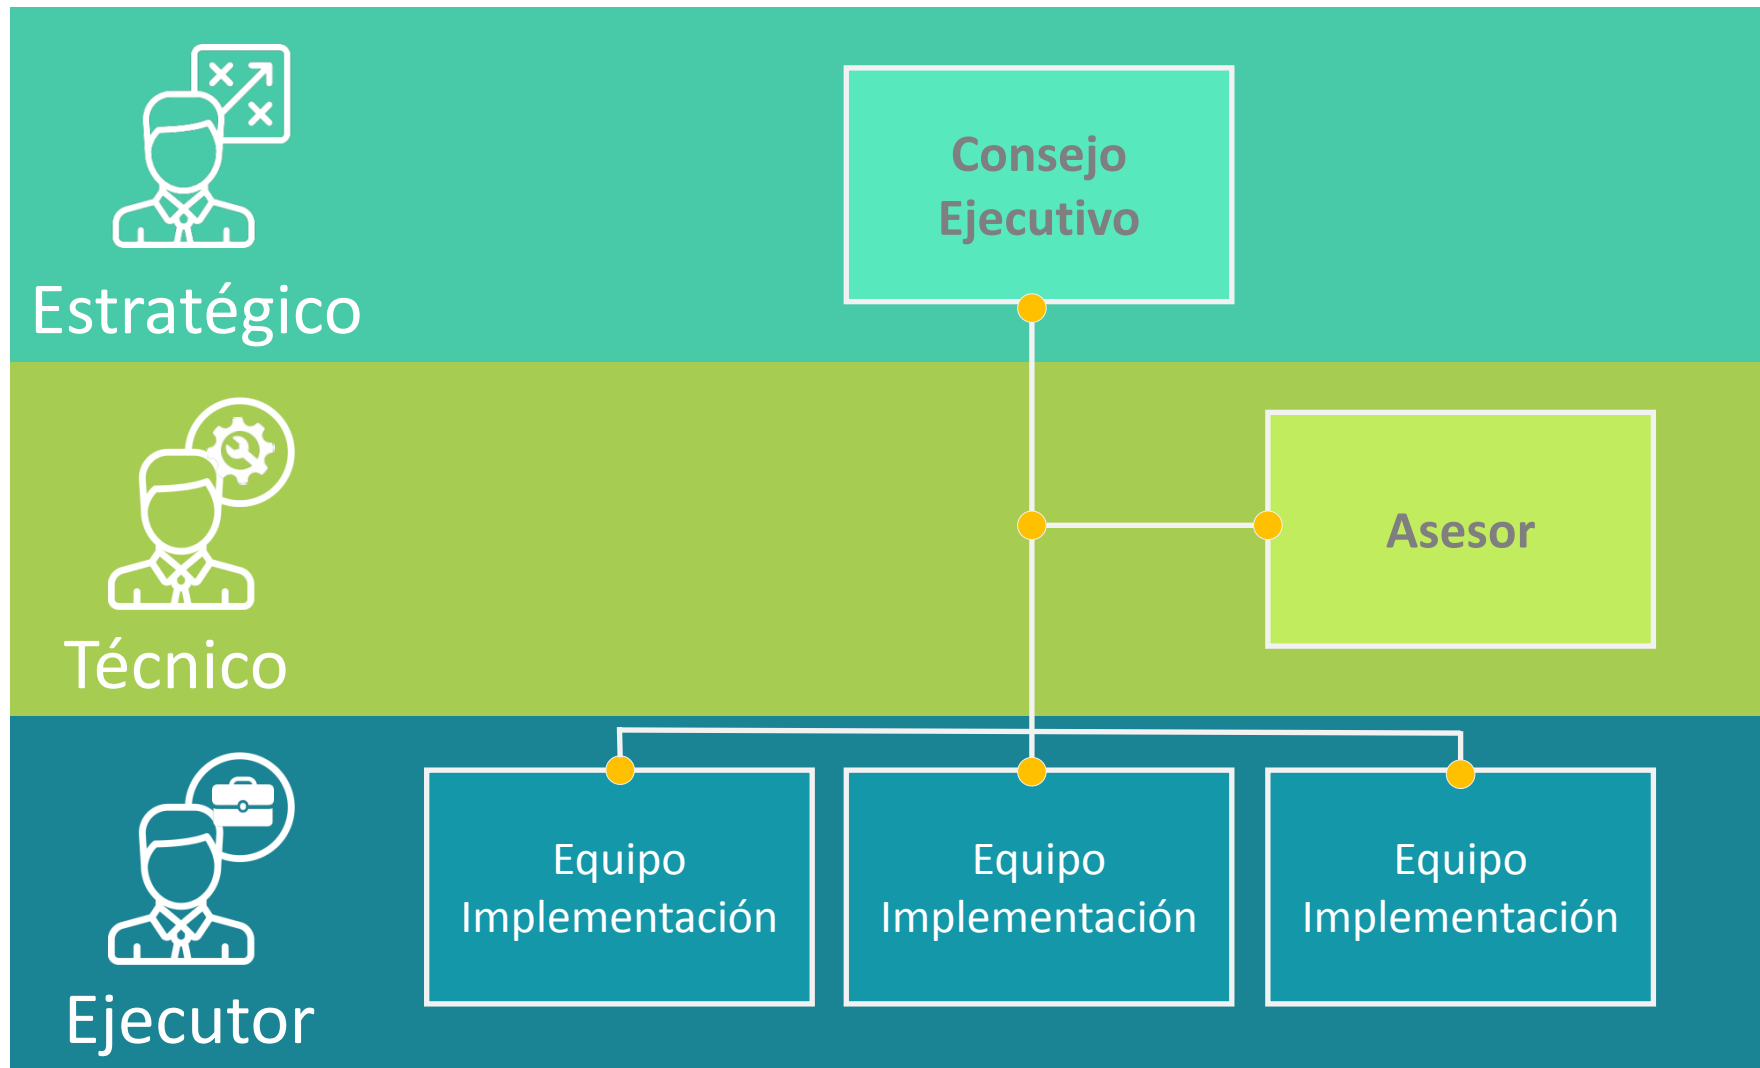 Estratégico
Consejo
Ejecutivo
Técnico
Asesor
Ejecutor
Equipo
Implementación
Equipo
Implementación
Equipo
Implementación